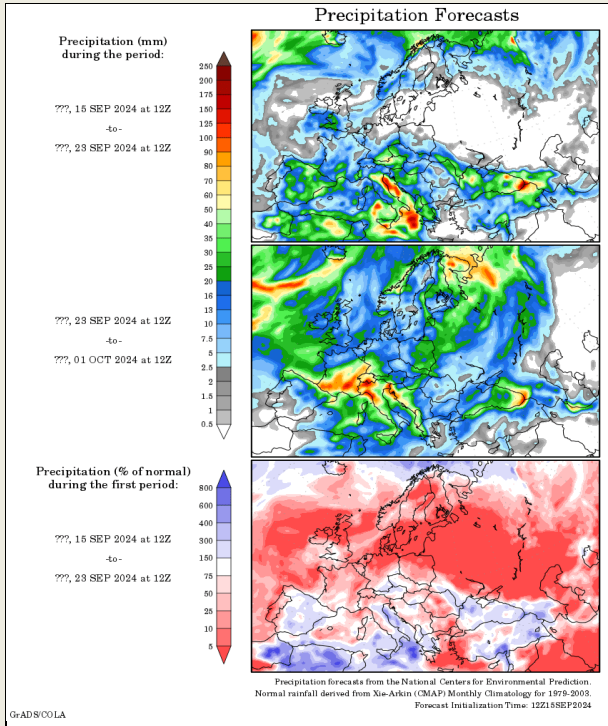 Precipitation Forecasts
Precipitation (mm)
during the period:
???, 15 SEP 2024 at 12Z
-to-
???, 23 SEP 2024 at 12Z
250
200
175
150
125
100
90
80
70
60
50
45
40
35
30
25
20
16
13
10
7.5
5
2.5
2
1.5
1
0.5
???, 23 SEP 2024 at 12Z
-to-
???, 01 OCT 2024 at 12Z
Precipitation (% of normal)
during the first period:
???, 15 SEP 2024 at 12Z
-to-
???, 23 SEP 2024 at 12Z
800
600
400
300
150
75
50
25
10
5
Precipitation forecasts from the National Centers for Environmental Prediction.
Normal rainfall derived from Xie-Arkin (CMAP) Monthly Climatology for 1979-2003.
Forecast Initialization Time: 12Z15SEP2024
GrADS/COLA